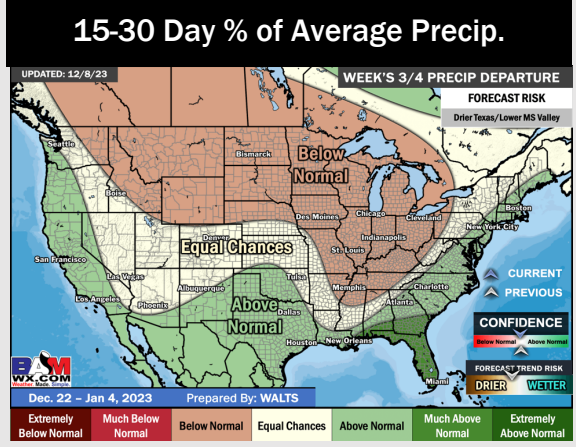 15-30 Day % of Average Precip.
UPDATED: 12/8/23
WEEK'S 3/4 PRECIP DEPARTURE
FORECAST RISK
Drier Texas/Lower MS Valley
Seattle
Bismarck
Below
Normal
Boise
Boston
Des Moines
Chicago
Cleveland
New York City
Denver
Equal Chances
Indianapolis
St. Louis
San Francisco
Las Vegas
Tulsa
CURRENT
Albuquerque
Memphis
Charlotte
PREVIOUS
Los Angeles
Phoenix
Above
Normal
Dallas
Atlanta
CONFIDENCE
Houston
New Orleans
Below Normal
Above Normal
BAM
WX.COM
Weather. Made. Simple.
Miami
FORECAST TREND RISK
DRIER
WETTER
Dec. 22 – Jan 4, 2023
Prepared By: WALTS
Extremely
Below Normal
Much Below
Normal
Below Normal
Equal Chances
Above Normal
Much Above
Normal
Extremely
Above Normal